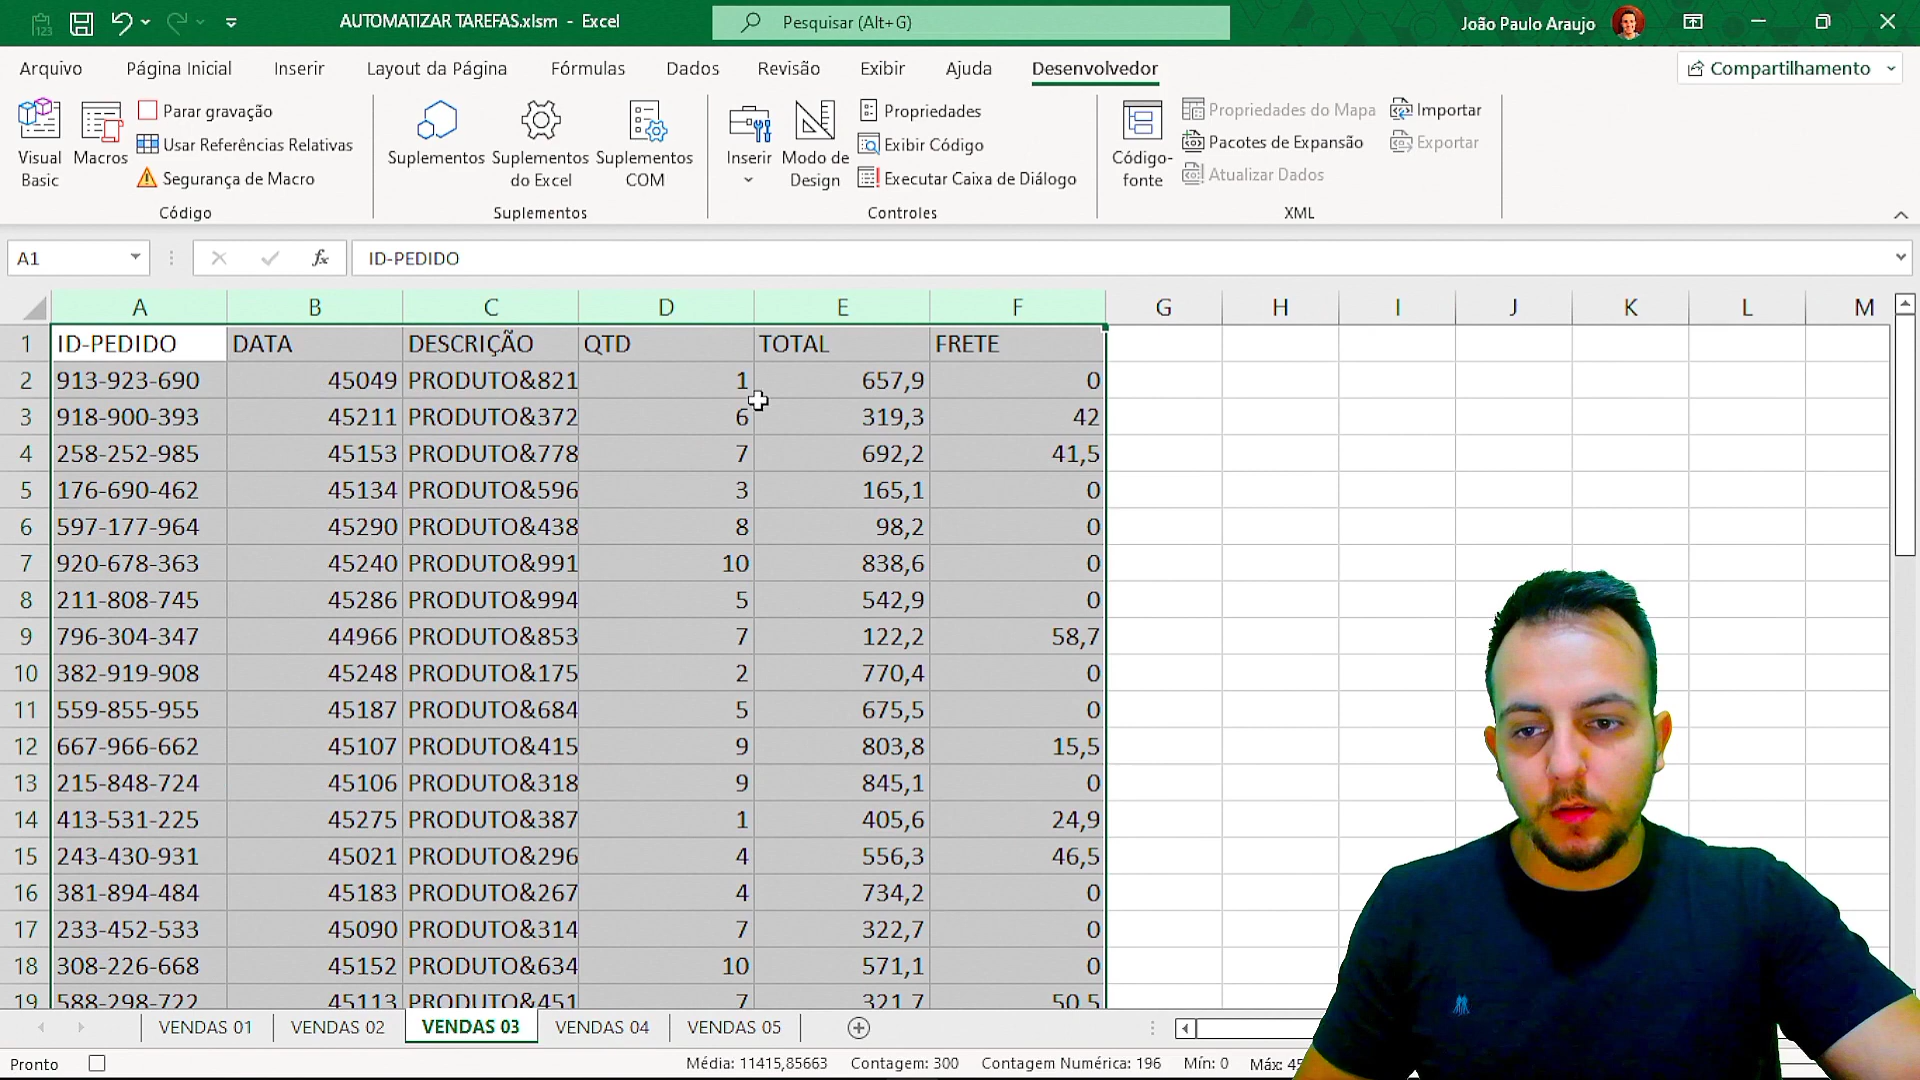 AUTOMATIZAR TAREFAS.xlsm - Excel
Pesquisar (Alt+G)
João Paulo Araujo
Arquivo Página Inicial Inserir Layout da Página Fórmulas Dados Revisão Exibir Ajuda Desenvolvedor Compartilhamento
Visual Basic
Macros
Parar gravação
Usar Referências Relativas
Segurança de Macro
Código
Suplementos
Suplementos do Excel
Suplementos COM
Suplementos
Inserir
Modo de Design
Propriedades
Exibir Código
Executar Caixa de Diálogo
Controles
Código-fonte
Propriedades do Mapa
Pacotes de Expansão
Atualizar Dados
Importar
Exportar
XML
A1 fx ID-PEDIDO
A B C D E F G H I J K L M
1 ID-PEDIDO DATA DESCRIÇÃO QTD TOTAL FRETE
2 913-923-690 45049 PRODUTO&821 1 657,9 0
3 918-900-393 45211 PRODUTO&372 6 319,3 42
4 258-252-985 45153 PRODUTO&778 7 692,2 41,5
5 176-690-462 45134 PRODUTO&596 3 165,1 0
6 597-177-964 45290 PRODUTO&438 8 98,2 0
7 920-678-363 45240 PRODUTO&991 10 838,6 0
8 211-808-745 45286 PRODUTO&994 5 542,9 0
9 796-304-347 44966 PRODUTO&853 7 122,2 58,7
10 382-919-908 45248 PRODUTO&175 2 770,4 0
11 559-855-955 45187 PRODUTO&684 5 675,5 0
12 667-966-662 45107 PRODUTO&415 9 803,8 15,5
13 215-848-724 45106 PRODUTO&318 9 845,1 0
14 413-531-225 45275 PRODUTO&387 1 405,6 24,9
15 243-430-931 45021 PRODUTO&296 4 556,3 46,5
16 381-894-484 45183 PRODUTO&267 4 734,2 0
17 233-452-533 45090 PRODUTO&314 7 322,7 0
18 308-226-668 45152 PRODUTO&634 10 571,1 0
19 588-298-722 45113 PRODUTO&451 7 321,7 50,5
VENDAS 01 VENDAS 02 VENDAS 03 VENDAS 04 VENDAS 05
Pronto Média: 11415,85663 Contagem: 300 Contagem Numérica: 196 Mín: 0 Máx: 45